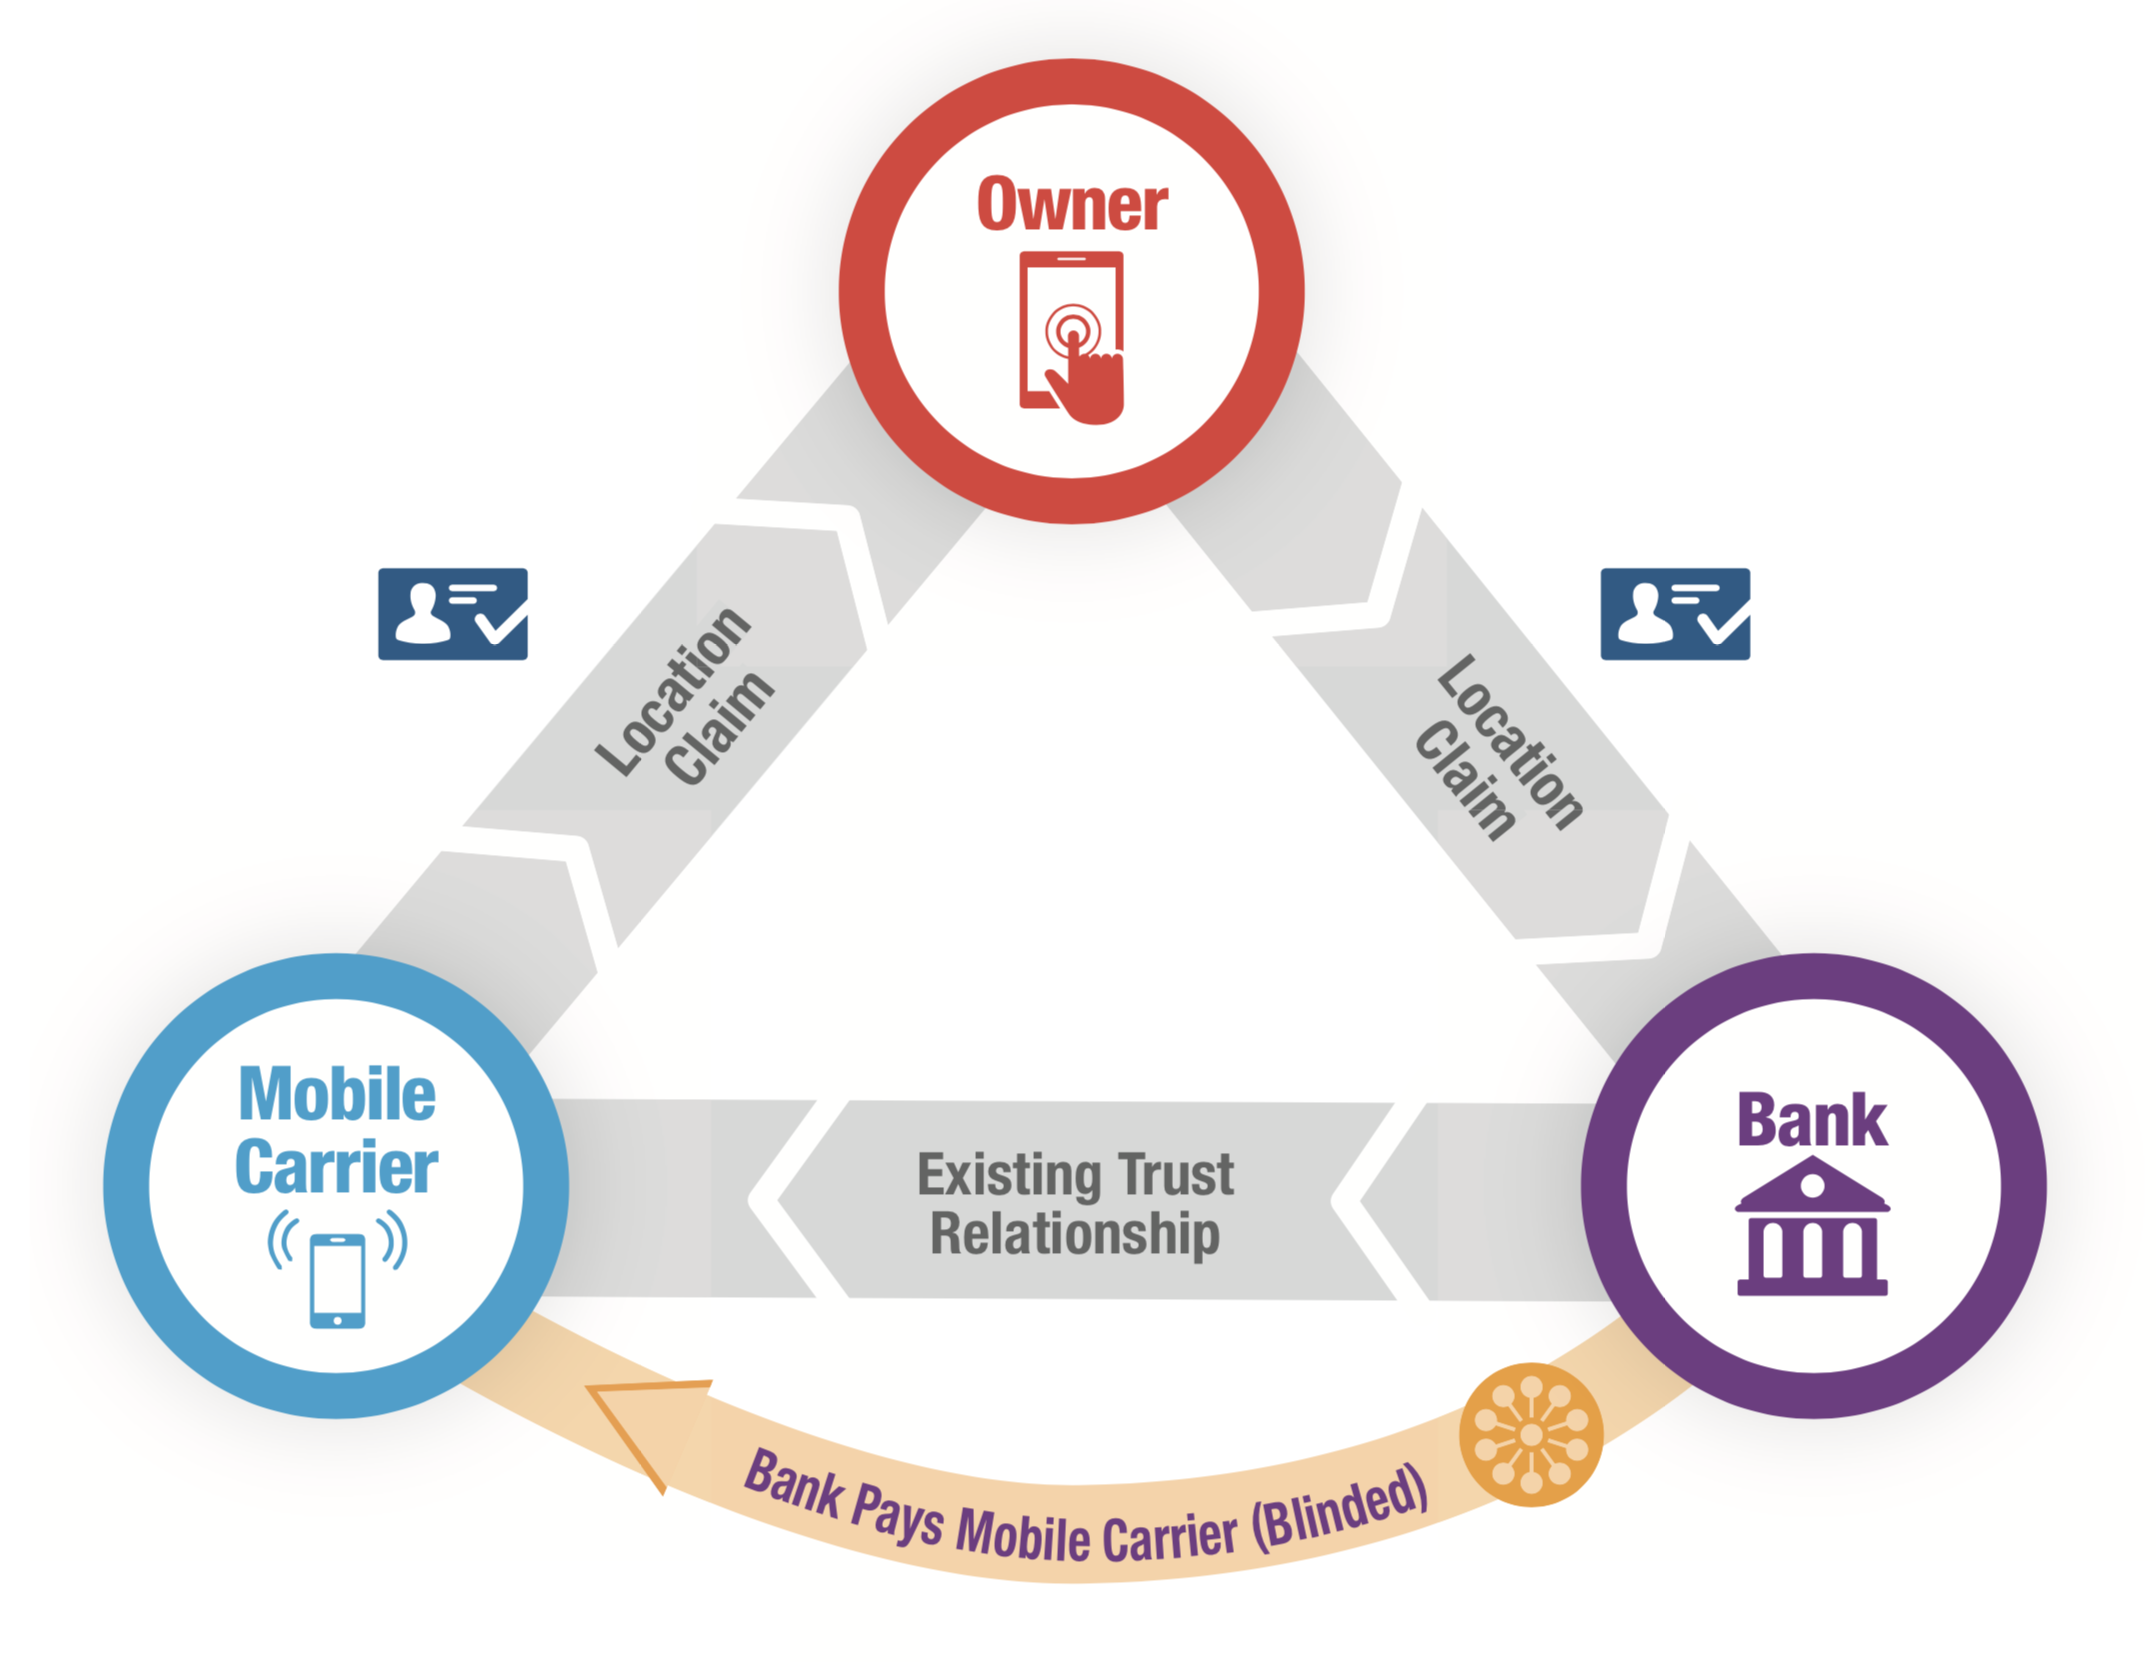 Owner
Location
Claim
Location
Claim
Mobile
Carrier
Existing Trust
Relationship
Bank
Bank Pays Mobile Carrier (Blinded)